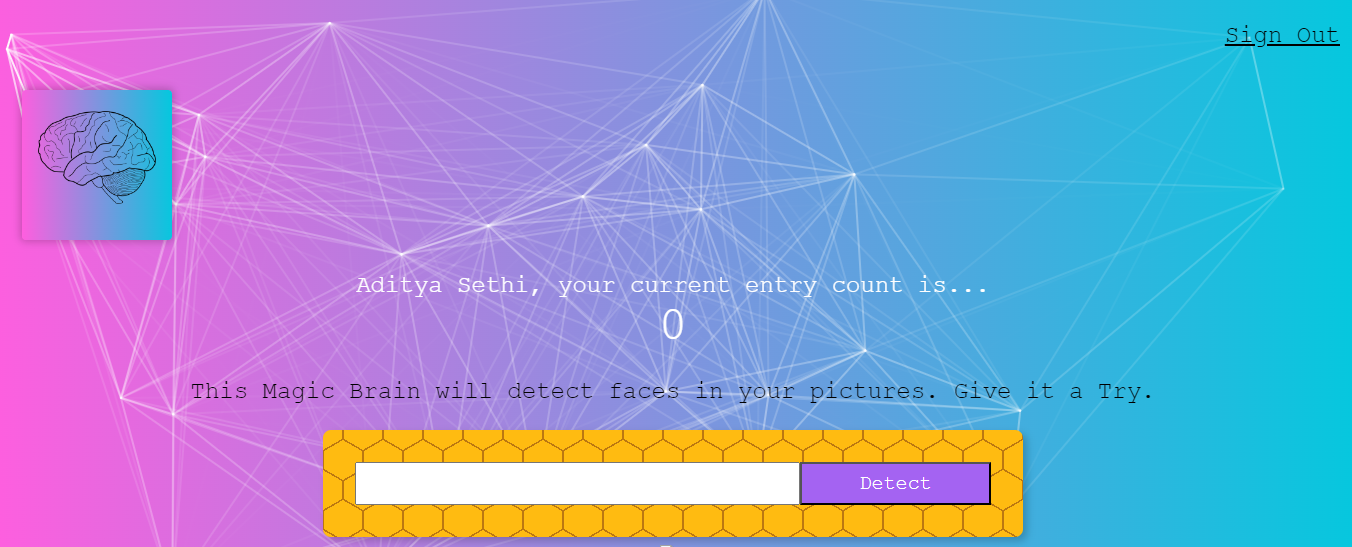 Sign Out
Aditya Sethi, your current entry count is...
0
This Magic Brain will detect faces in your pictures. Give it a Try.
Detect